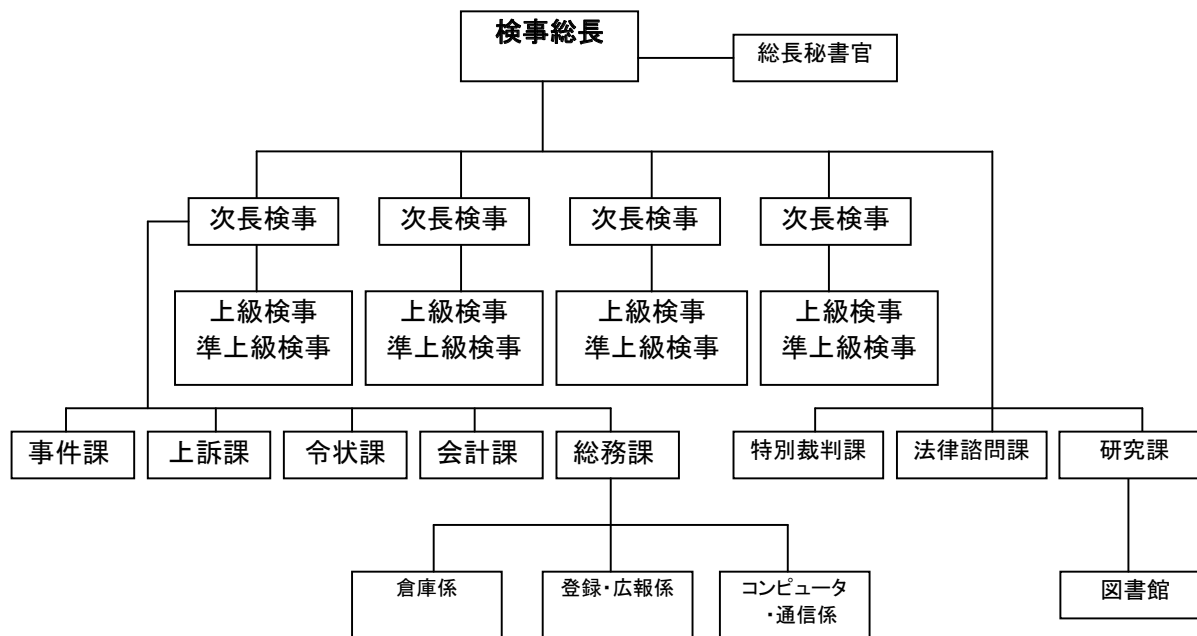 検事総長
総長秘書官
次長検事
次長検事
次長検事
次長検事
上級検事
準上級検事
上級検事
準上級検事
上級検事
準上級検事
上級検事
準上級検事
事件課
上訴課
令状課
会計課
総務課
特別裁判課
法律諮問課
研究課
倉庫係
登録・広報係
コンピュータ
・通信係
図書館